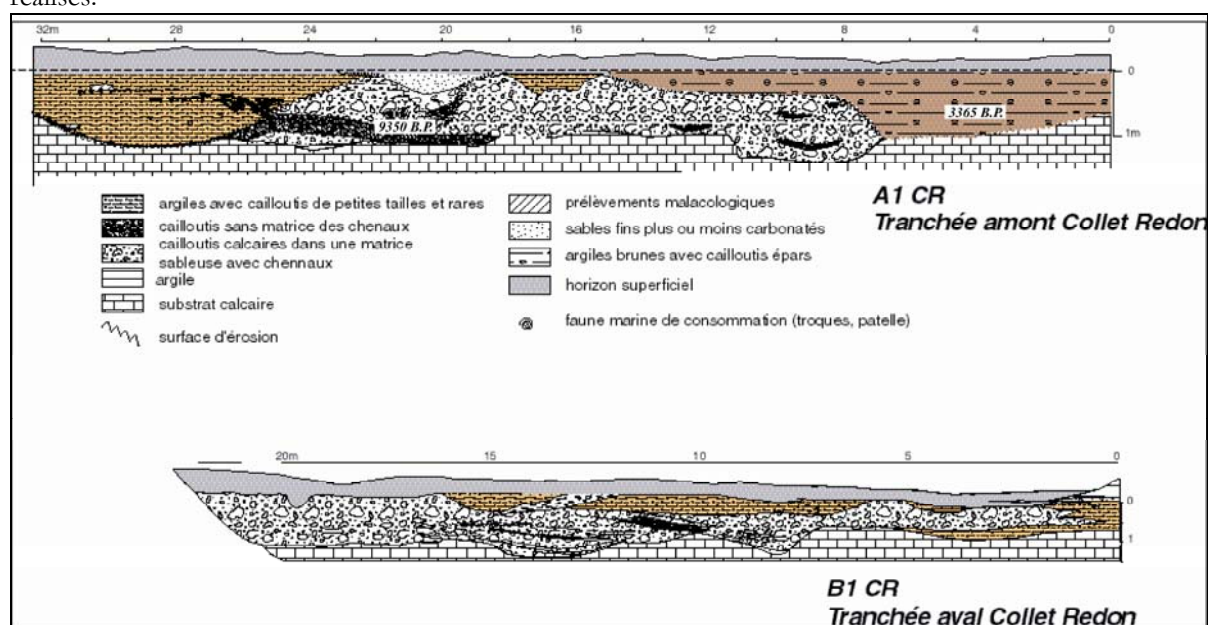 réalisés.
32m 28 24 20 16 12 8 4 0
0
9350 B.P.
3365 B.P.
1m
A1 CR
Tranchée amont Collet Redon
argiles avec cailloutis de petites tailles et rares
cailloutis sans matrice des chenaux
cailloutis calcaires dans une matrice
sableuse avec chennaux
argile
substrat calcaire
surface d'érosion
prélèvements malacologiques
sables fins plus ou moins carbonatés
argiles brunes avec cailloutis épars
horizon superficiel
faune marine de consommation (troques, patelle)
20m 15 10 5 0
0
1
B1 CR
Tranchée aval Collet Redon